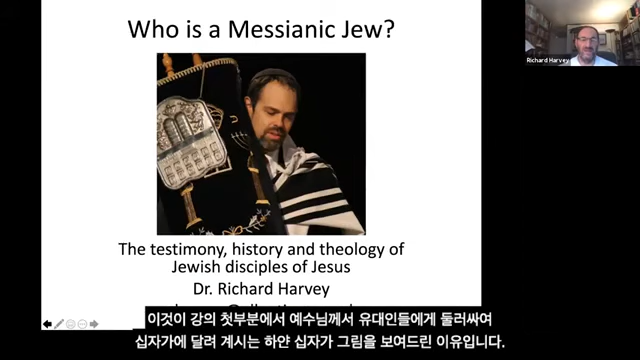 Who is a Messianic Jew?
Richard Harvey
The testimony, history and theology of
Jewish disciples of Jesus
Dr. Richard Harvey
이것이 강의 첫부분에서 예수님께서 유대인들에게 둘러싸여
십자가에 달려 계시는 하얀 십자가 그림을 보여드린 이유입니다.